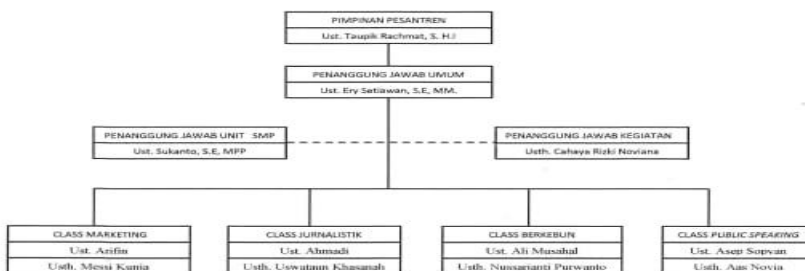 PIMPINAN PESANTREN
Ust. Taupik Rachmat, S. H.I
PENANGGUNG JAWAB UMUM
Ust. Ery Setiawan, S.E, MM.
PENANGGUNG JAWAB UNIT SMP
Ust. Sukanto, S.E, MPP
PENANGGUNG JAWAB KEGIATAN
Usth. Cahaya Rizki Noviana
CLASS MARKETING
Ust. Arifin
Usth. Messi Kunia
CLASS JURNALISTIK
Ust. Ahmadi
Usth. Uswatun Khasanah
CLASS BERKEBUN
Ust. Ali Musahal
Usth. Nussarianti Purwanto
CLASS PUBLIC SPEAKING
Ust. Asep Sopyan
Usth. Aas Novia